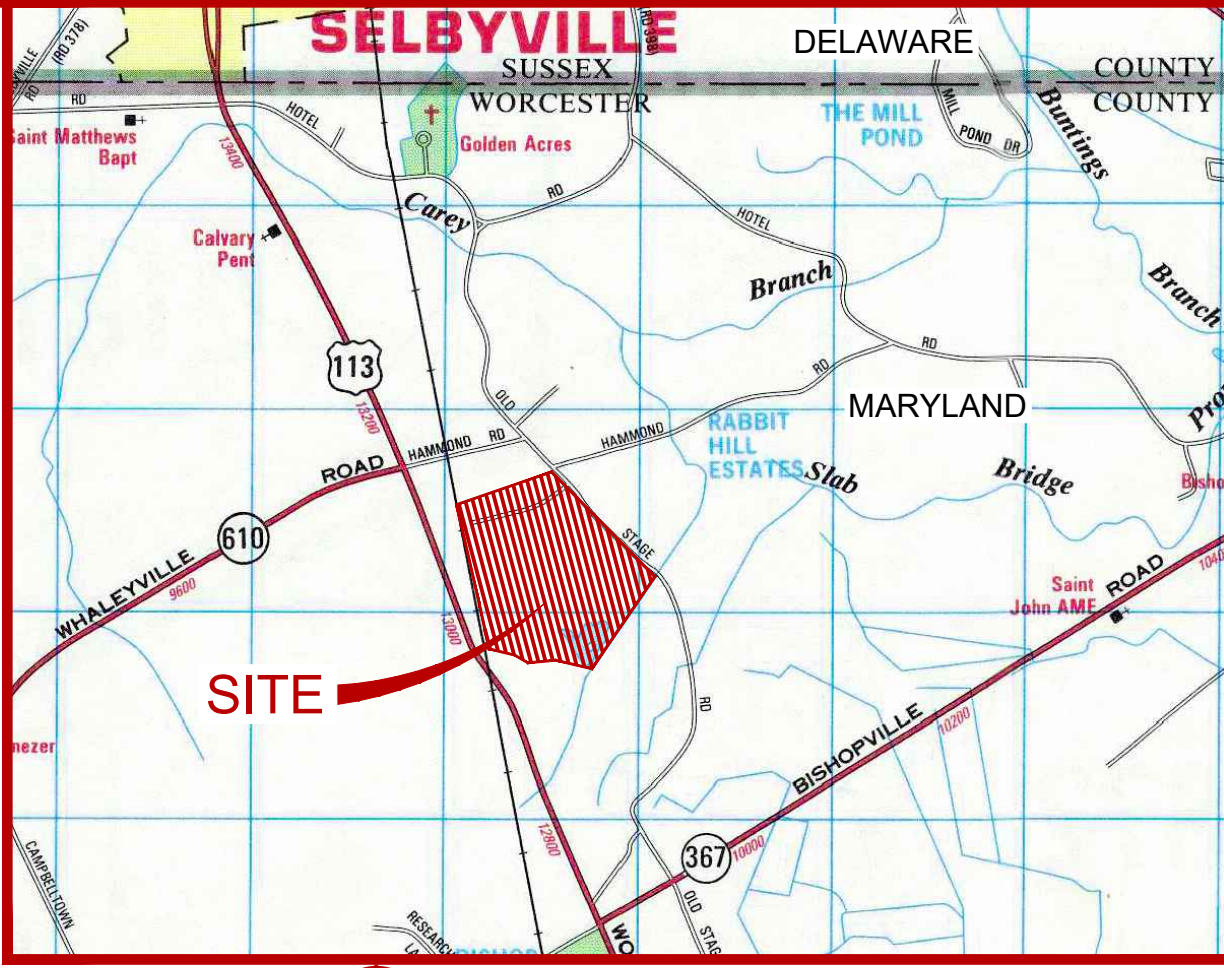 SELBYVILLE
DELAWARE
(RD 378)
(RD 398)
RD
SUSSEX
COUNTY
WORCESTER
COUNTY
RD
HOTEL
Saint Matthews
Bapt
13400
Golden Acres
THE MILL
POND
MILL POND DR
Buntings
Branch
Carey
RD
HOTEL
Calvary
Pent
Branch
113
13200
RD
RD
OLD
MARYLAND
HAMMOND RD
HAMMOND
RABBIT
HILL
ESTATES
Slab
Bridge
ROAD
610
WHALEYVILLE
9600
STAGE
13000
Saint
John AME
ROAD
SITE
RD
BISHOPVILLE
10200
12800
367
10000
CAMPBELLTOWN
OLD